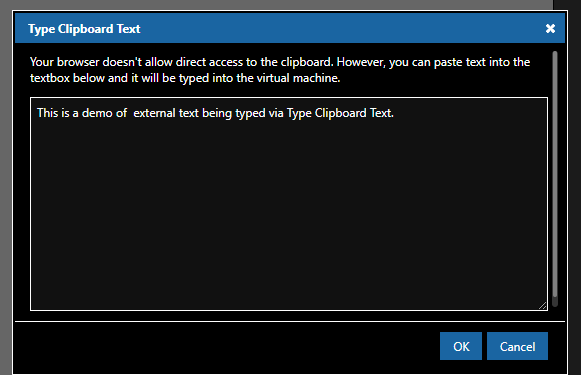 Type Clipboard Text
Your browser doesn't allow direct access to the clipboard. However, you can paste text into the
textbox below and it will be typed into the virtual machine.
This is a demo of  external text being typed via Type Clipboard Text.
OK
Cancel